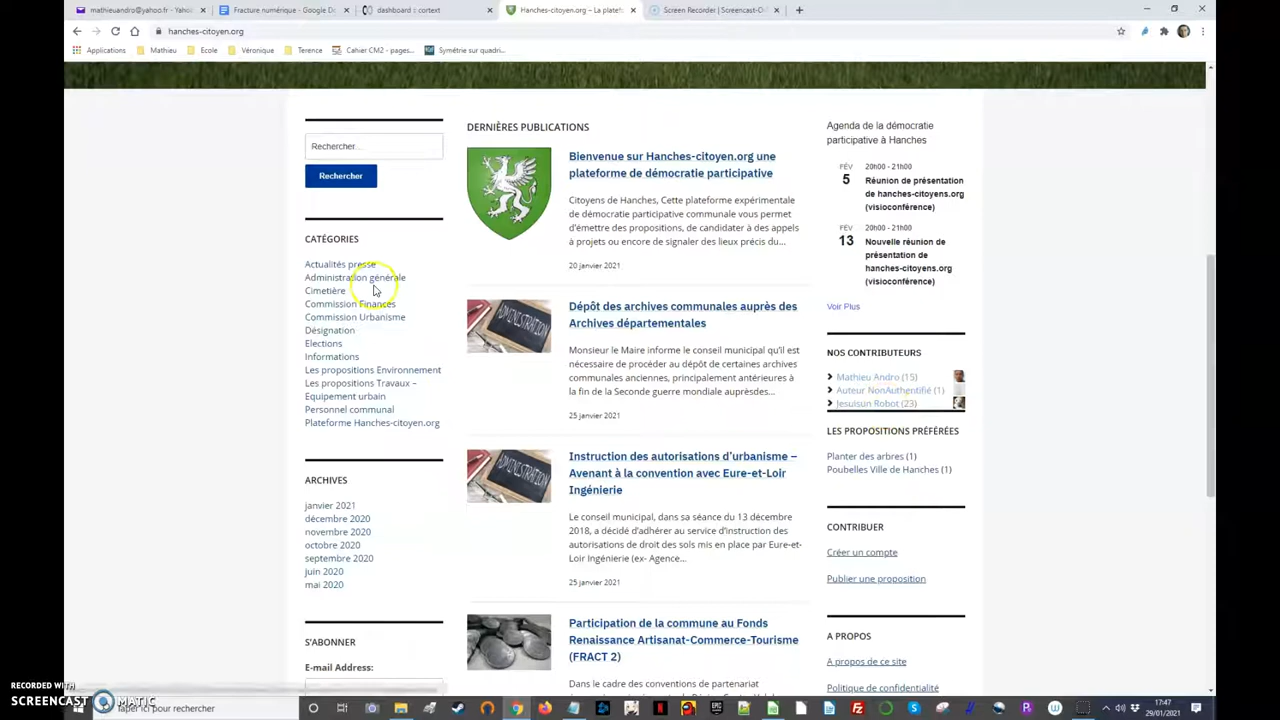 mathieuandro@yahoo.fr - Yahoo
Fracture numérique - Google Do
dashboard :: cortext
Hanches-citoyen.org – La platef
Screen Recorder | Screencast-O-
hanches-citoyen.org
Applications
Mathieu
Ecole
Véronique
Terence
Cahier CM2 - pages...
Symétrie sur quadri...
Rechercher...
Rechercher
CATÉGORIES
Actualités presse
Administration générale
Cimetière
Commission Finances
Commission Urbanisme
Désignation
Elections
Informations
Les propositions Environnement
Les propositions Travaux –
Equipement urbain
Personnel communal
Plateforme Hanches-citoyen.org
ARCHIVES
janvier 2021
décembre 2020
novembre 2020
octobre 2020
septembre 2020
juin 2020
mai 2020
S'ABONNER
E-mail Address:
DERNIÈRES PUBLICATIONS
Bienvenue sur Hanches-citoyen.org une
plateforme de démocratie participative
Citoyens de Hanches, Cette plateforme expérimentale
de démocratie participative communale vous permet
d'émettre des propositions, de candidater à des appels
à projets ou encore de signaler des lieux précis du...
20 janvier 2021
ADMINISTRATION
Dépôt des archives communales auprès des
Archives départementales
Monsieur le Maire informe le conseil municipal qu'il est
nécessaire de procéder au dépôt de certaines archives
communales anciennes, principalement antérieures à
la fin de la Seconde guerre mondiale auprèsdes...
25 janvier 2021
ADMINISTRATION
Instruction des autorisations d'urbanisme –
Avenant à la convention avec Eure-et-Loir
Ingénierie
Le conseil municipal, dans sa séance du 13 décembre
2018, a décidé d'adhérer au service d'instruction des
autorisations de droit des sols mis en place par Eure-et-
Loir Ingénierie (ex- Agence...
25 janvier 2021
Participation de la commune au Fonds
Renaissance Artisanat-Commerce-Tourisme
(FRACT 2)
Dans le cadre des conventions de partenariat
Agenda de la démocratie
participative à Hanches
FÉV
5
20h00 - 21h00
Réunion de présentation
de hanches-citoyens.org
(visioconférence)
FÉV
13
20h00 - 21h00
Nouvelle réunion de
présentation de
hanches-citoyen.org
(visioconférence)
Voir Plus
NOS CONTRIBUTEURS
Mathieu Andro (15)
Auteur NonAuthentifié (1)
Jesuisun Robot (23)
LES PROPOSITIONS PRÉFÉRÉES
Planter des arbres (1)
Poubelles Ville de Hanches (1)
CONTRIBUER
Créer un compte
Publier une proposition
A PROPOS
A propos de ce site
Politique de confidentialité
RECORDED WITH
SCREENCAST MATIC
Taper ici pour rechercher
EPIC
17:47
29/01/2021